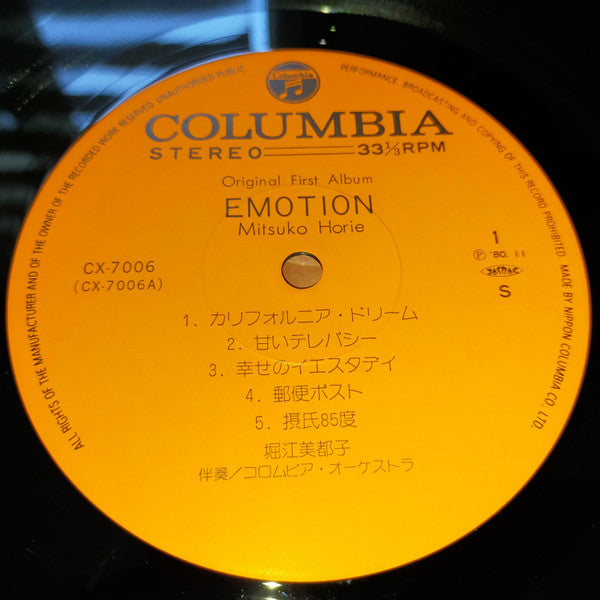 Columbia
COLUMBIA
STEREO 33⅓RPM
Original First Album
EMOTION
Mitsuko Horie
CX-7006
(CX-7006A)
1
Ⓟ '80. 11
JASRAC
S
1. カリフォルニア・ドリーム
2. 甘いテレパシー
3. 幸せのイエスタデイ
4. 郵便ポスト
5. 摂氏85度
堀江美都子
伴奏/コロムビア・オーケストラ
ALL RIGHTS OF THE MANUFACTURER AND OF THE OWNER OF THE RECORDED WORK RESERVED. UNAUTHORIZED PUBLIC PERFORMANCE, BROADCASTING AND COPYING OF THIS RECORD PROHIBITED. MADE BY NIPPON COLUMBIA CO. LTD.